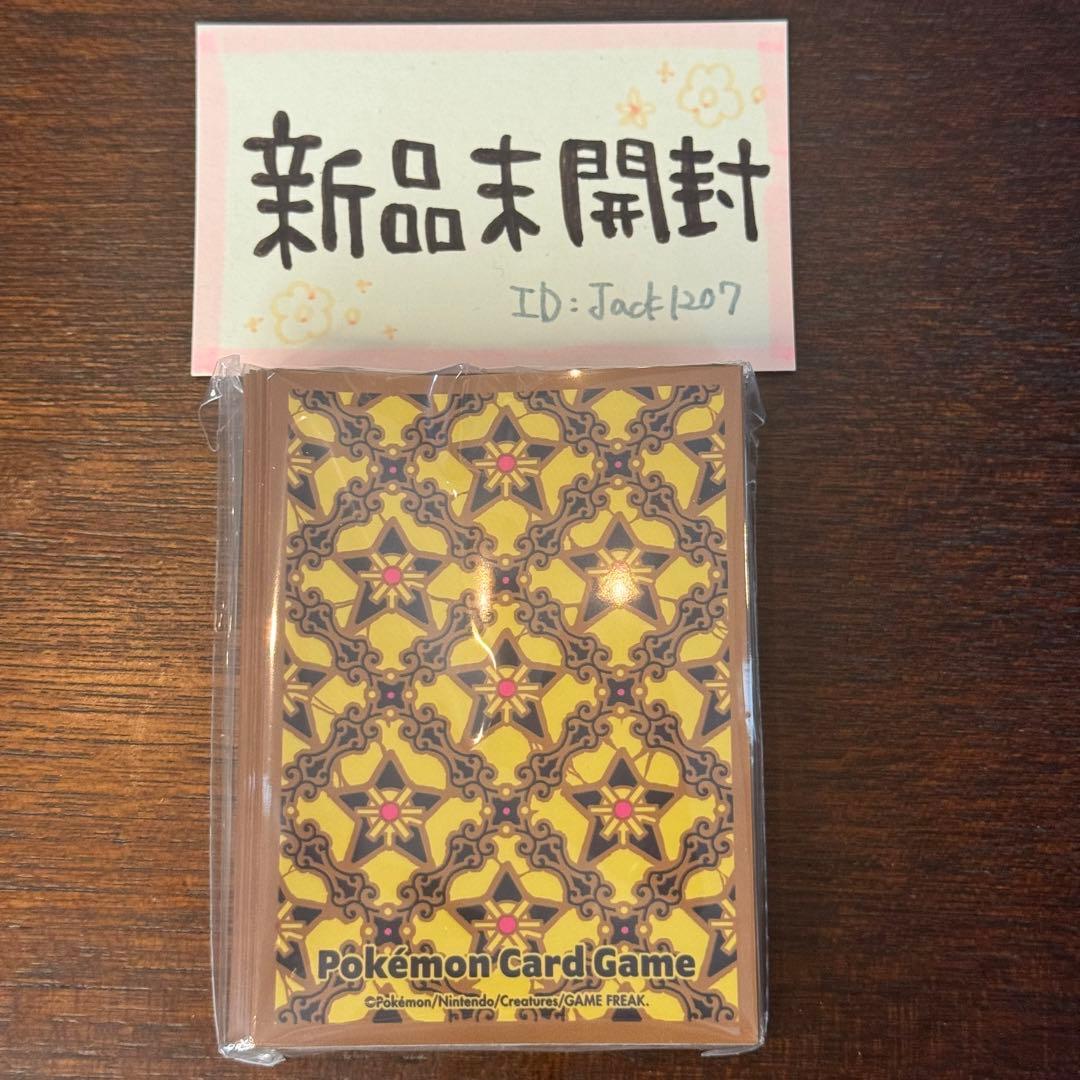 新品未開封
ID:Jack1207
Pokémon Card Game
©Pokémon/Nintendo/Creatures/GAME FREAK.